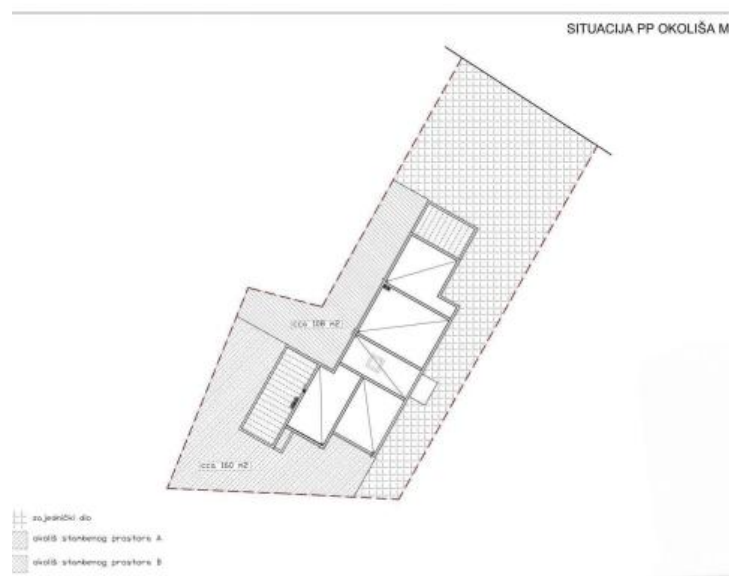 SITUACIJA PP OKOLIŠA M
cca 108 m2
cca 160 m2
zajednički dio
okoliš stambenog prostora A
okoliš stambenog prostora B